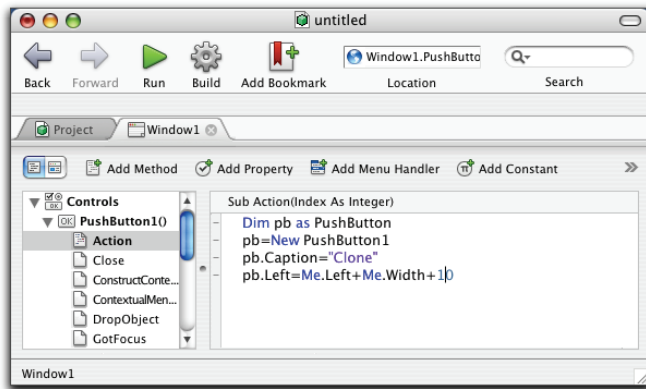 untitled
Back Forward Run Build Add Bookmark Window1.PushButto Location Search
Project Window1
Add Method Add Property Add Menu Handler Add Constant
Controls
PushButton1()
Action
Close
ConstructConte...
ContextualMen...
DropObject
GotFocus
Sub Action(Index As Integer)
Dim pb as PushButton
pb=New PushButton1
pb.Caption="Clone"
pb.Left=Me.Left+Me.Width+10
Window1